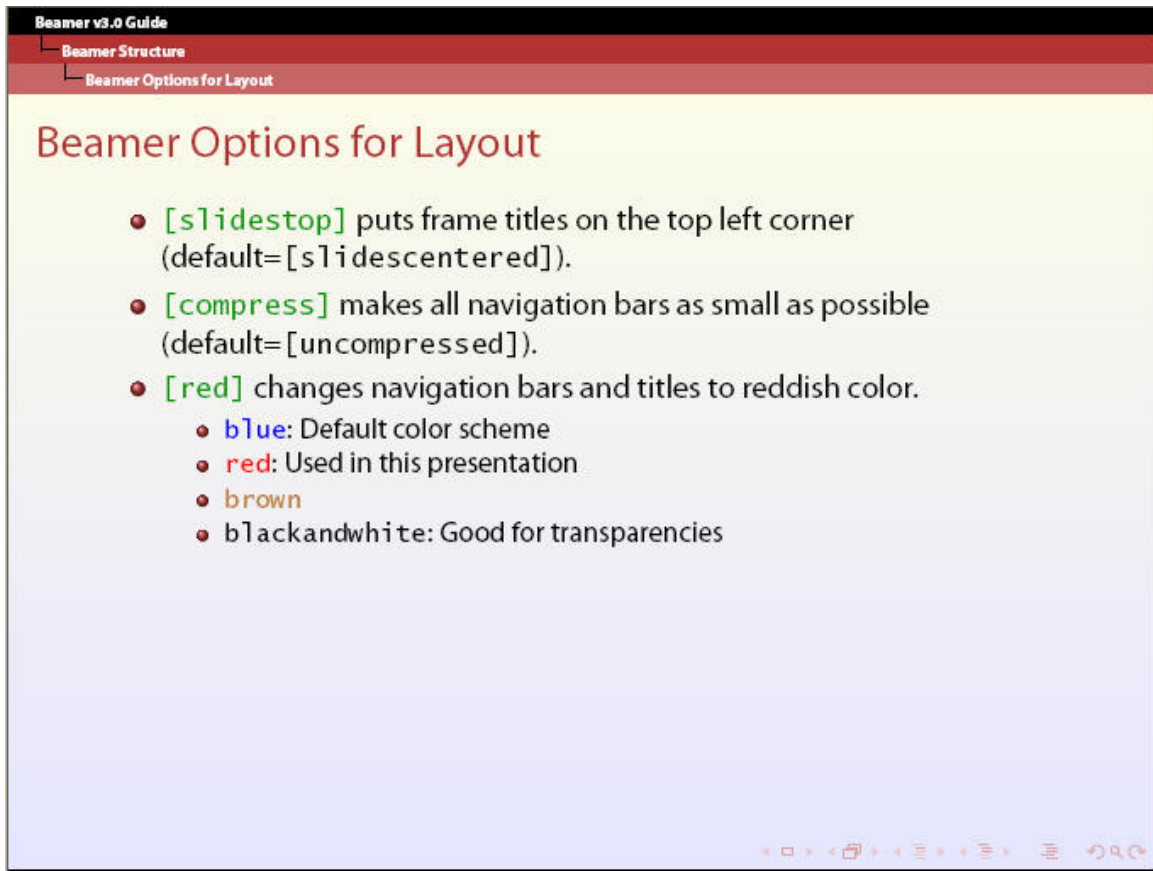 Beamer v3.0 Guide
Beamer Structure
Beamer Options for Layout
Beamer Options for Layout
[slidestop] puts frame titles on the top left corner
(default=[slidescentered]).
[compress] makes all navigation bars as small as possible
(default=[uncompressed]).
[red] changes navigation bars and titles to reddish color.
blue: Default color scheme
red: Used in this presentation
brown
blackandwhite: Good for transparencies